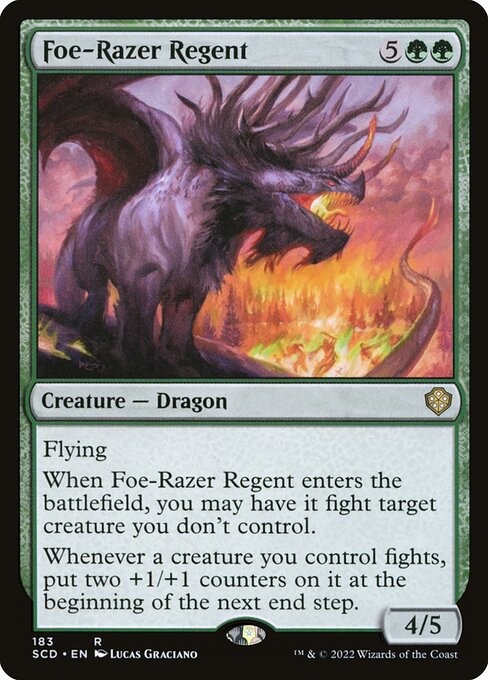 Foe-Razer Regent 5
Creature — Dragon
Flying
When Foe-Razer Regent enters the
battlefield, you may have it fight target
creature you don't control.
Whenever a creature you control fights,
put two +1/+1 counters on it at the
beginning of the next end step.
4/5
183 R
SCD • EN Lucas Graciano ™ & © 2022 Wizards of the Coast